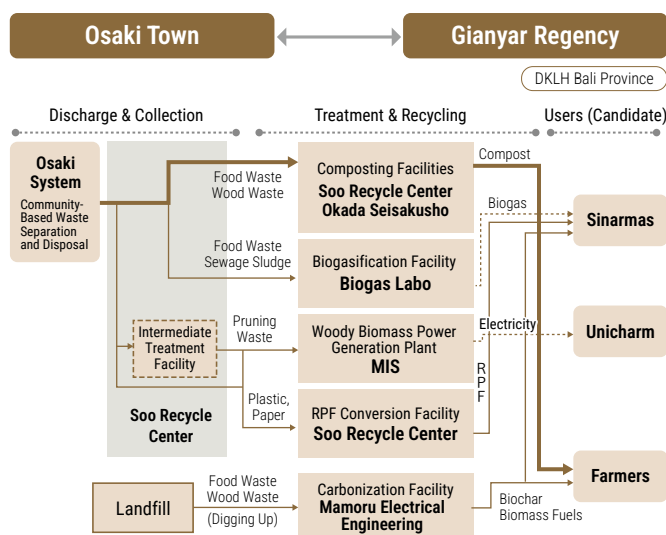 Osaki Town
Gianyar Regency
DKLH Bali Province
Discharge & Collection
Treatment & Recycling
Users (Candidate)
Osaki
System
Community-
Based Waste
Separation
and Disposal
Food Waste
Wood Waste
Composting Facilities
Soo Recycle Center
Okada Seisakusho
Compost
Biogas
Sinarmas
Food Waste
Sewage Sludge
Biogasification Facility
Biogas Labo
Intermediate
Treatment
Facility
Pruning
Waste
Woody Biomass Power
Generation Plant
MIS
Electricity
Unicharm
RPF
Plastic,
Paper
RPF Conversion Facility
Soo Recycle Center
Soo Recycle
Center
Landfill
Food Waste
Wood Waste
(Digging Up)
Carbonization Facility
Mamoru Electrical
Engineering
Biochar
Biomass Fuels
Farmers